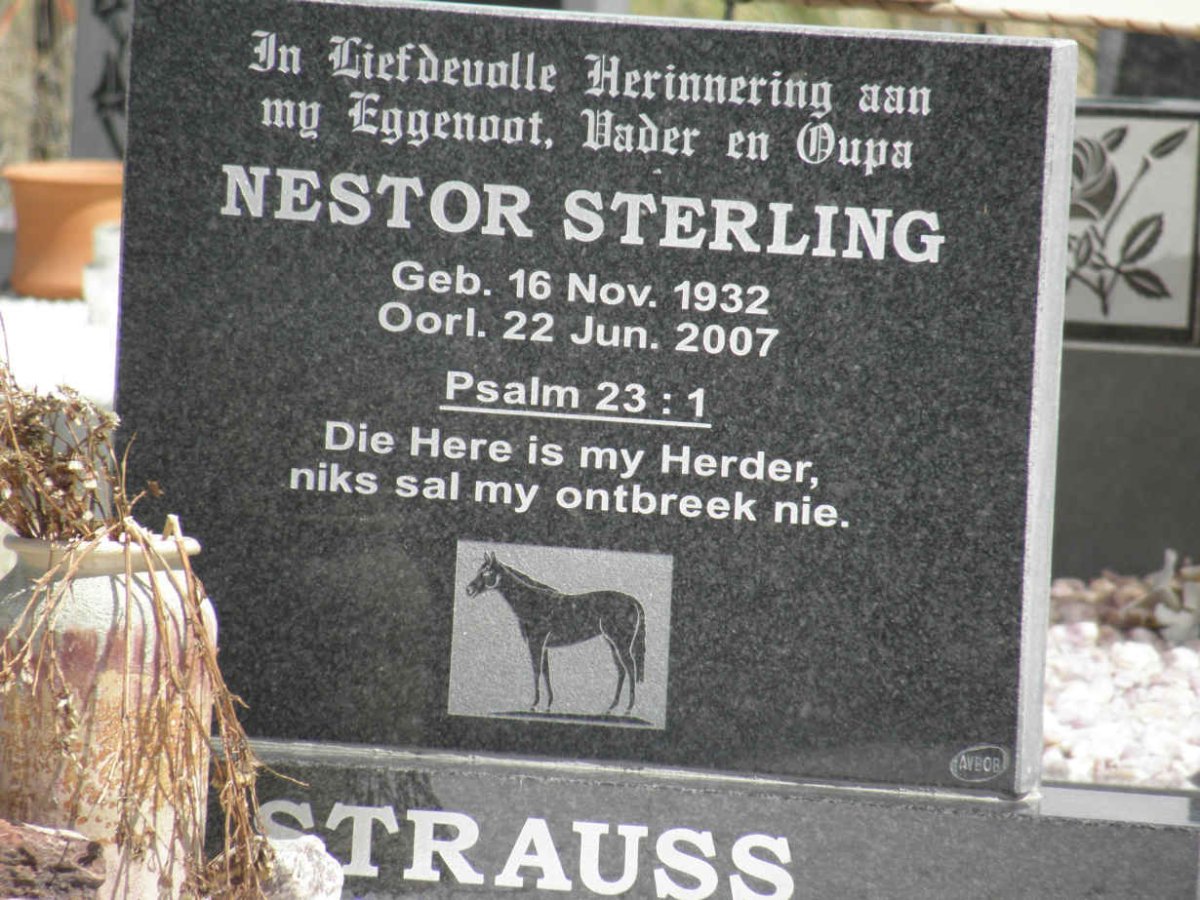 In Liefdevolle Herinnering aan
my Eggenoot, Vader en Oupa
NESTOR STERLING
Geb. 16 Nov. 1932
Oorl. 22 Jun. 2007
Psalm 23 : 1
Die Here is my Herder,
niks sal my ontbreek nie.
AVBOB
STRAUSS